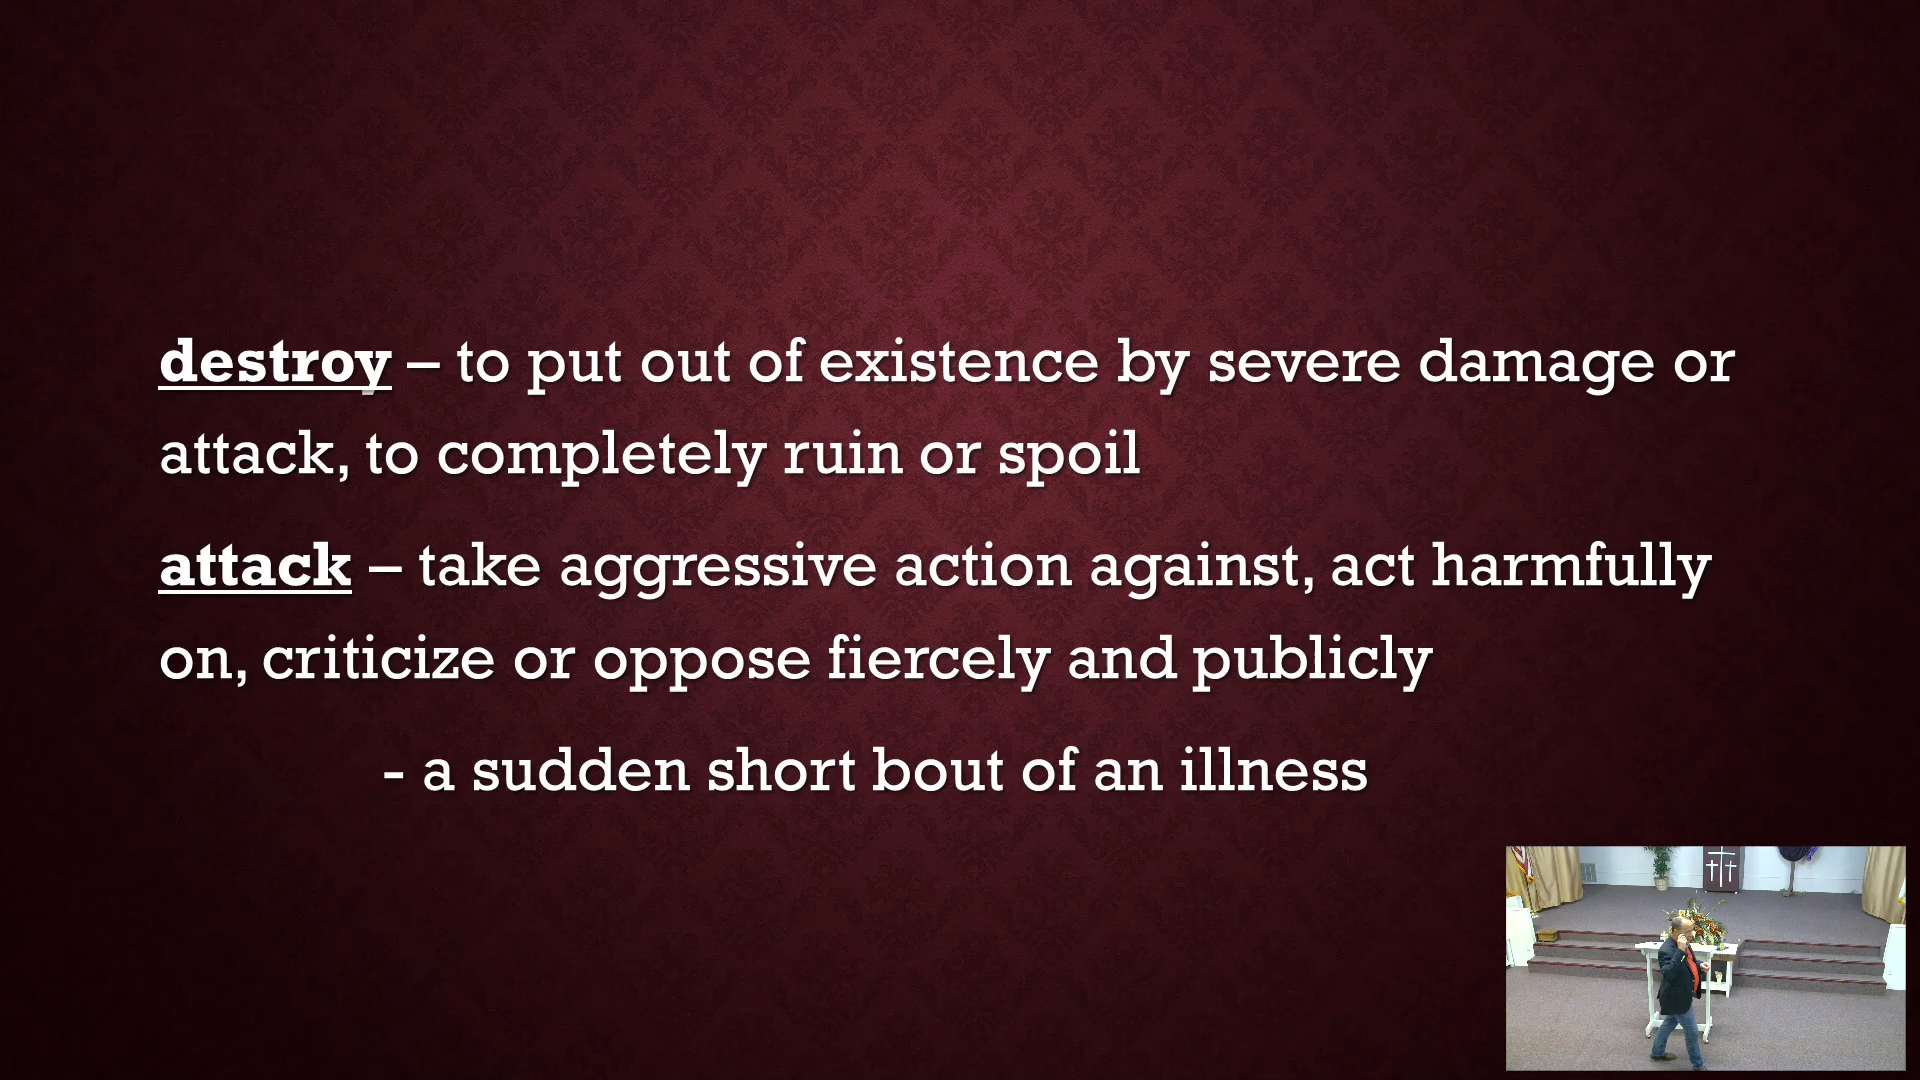 destroy – to put out of existence by severe damage or
attack, to completely ruin or spoil
attack – take aggressive action against, act harmfully
on, criticize or oppose fiercely and publicly
- a sudden short bout of an illness